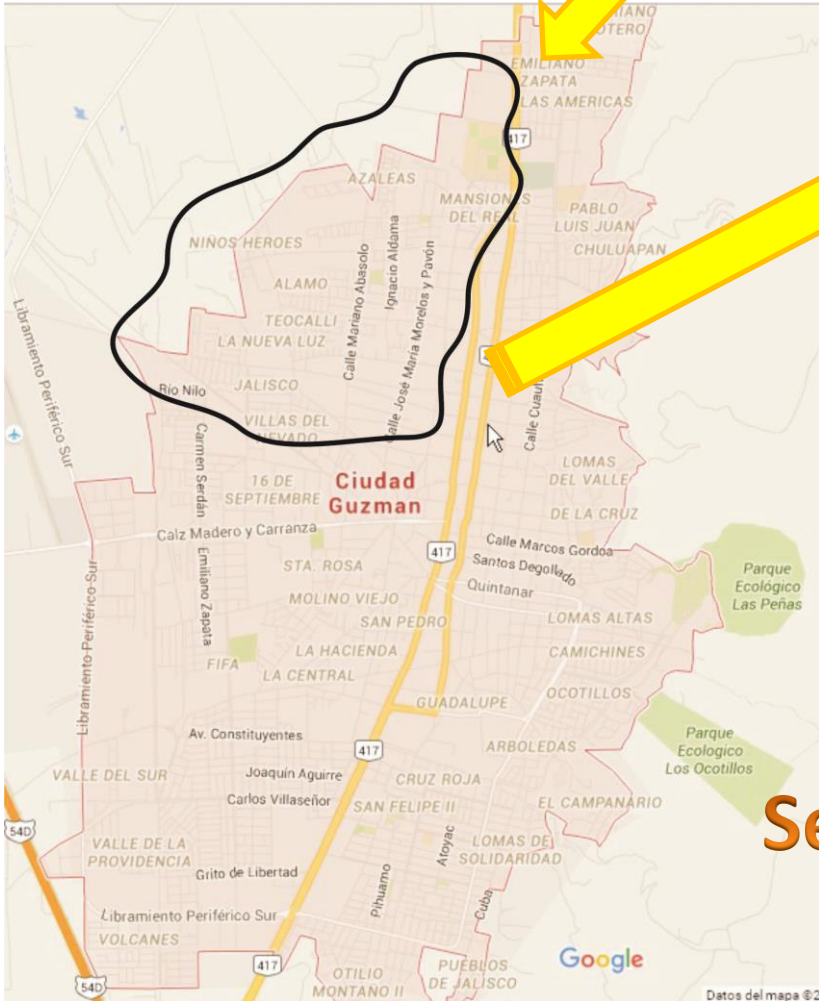 EMILIANO
ZAPATA
LAS AMERICAS
417
AZALEAS
MANSIONES
DEL REAL
PABLO
LUIS JUAN
CHULUAPAN
NIÑOS HEROES
Calle Mariano Abasolo
Ignacio Aldama
Calle José María Morelos y Pavón
ALAMO
TEOCALLI
LA NUEVA LUZ
Libramiento Periférico Sur
Río Nilo
JALISCO
VILLAS DEL
NEVADO
Carmen Serdán
LOMAS
DEL VALLE
16 DE
SEPTIEMBRE
Ciudad
Guzman
DE LA CRUZ
Calz Madero y Carranza
417
Calle Marcos Gordoa
Santos Degollado
Quintanar
Parque
Ecológico
Las Peñas
STA. ROSA
Emiliano Zapata
MOLINO VIEJO
SAN PEDRO
LOMAS ALTAS
Libramiento Periférico Sur
LA HACIENDA
CAMICHINES
FIFA
LA CENTRAL
OCOTILLOS
GUADALUPE
Av. Constituyentes
417
ARBOLEDAS
Parque
Ecologico
Los Ocotillos
VALLE DEL SUR
Joaquín Aguirre
CRUZ ROJA
Carlos Villaseñor
SAN FELIPE II
EL CAMPANARIO
54D
VALLE DE LA
PROVIDENCIA
Atoyac
LOMAS DE
SOLIDARIDAD
Grito de Libertad
Pihuamo
Cuba
Libramiento Periférico Sur
VOLCANES
417
54D
OTILIO
MONTAÑO II
PUEBLOS
DE JALISCO
Google
Datos del mapa ©2